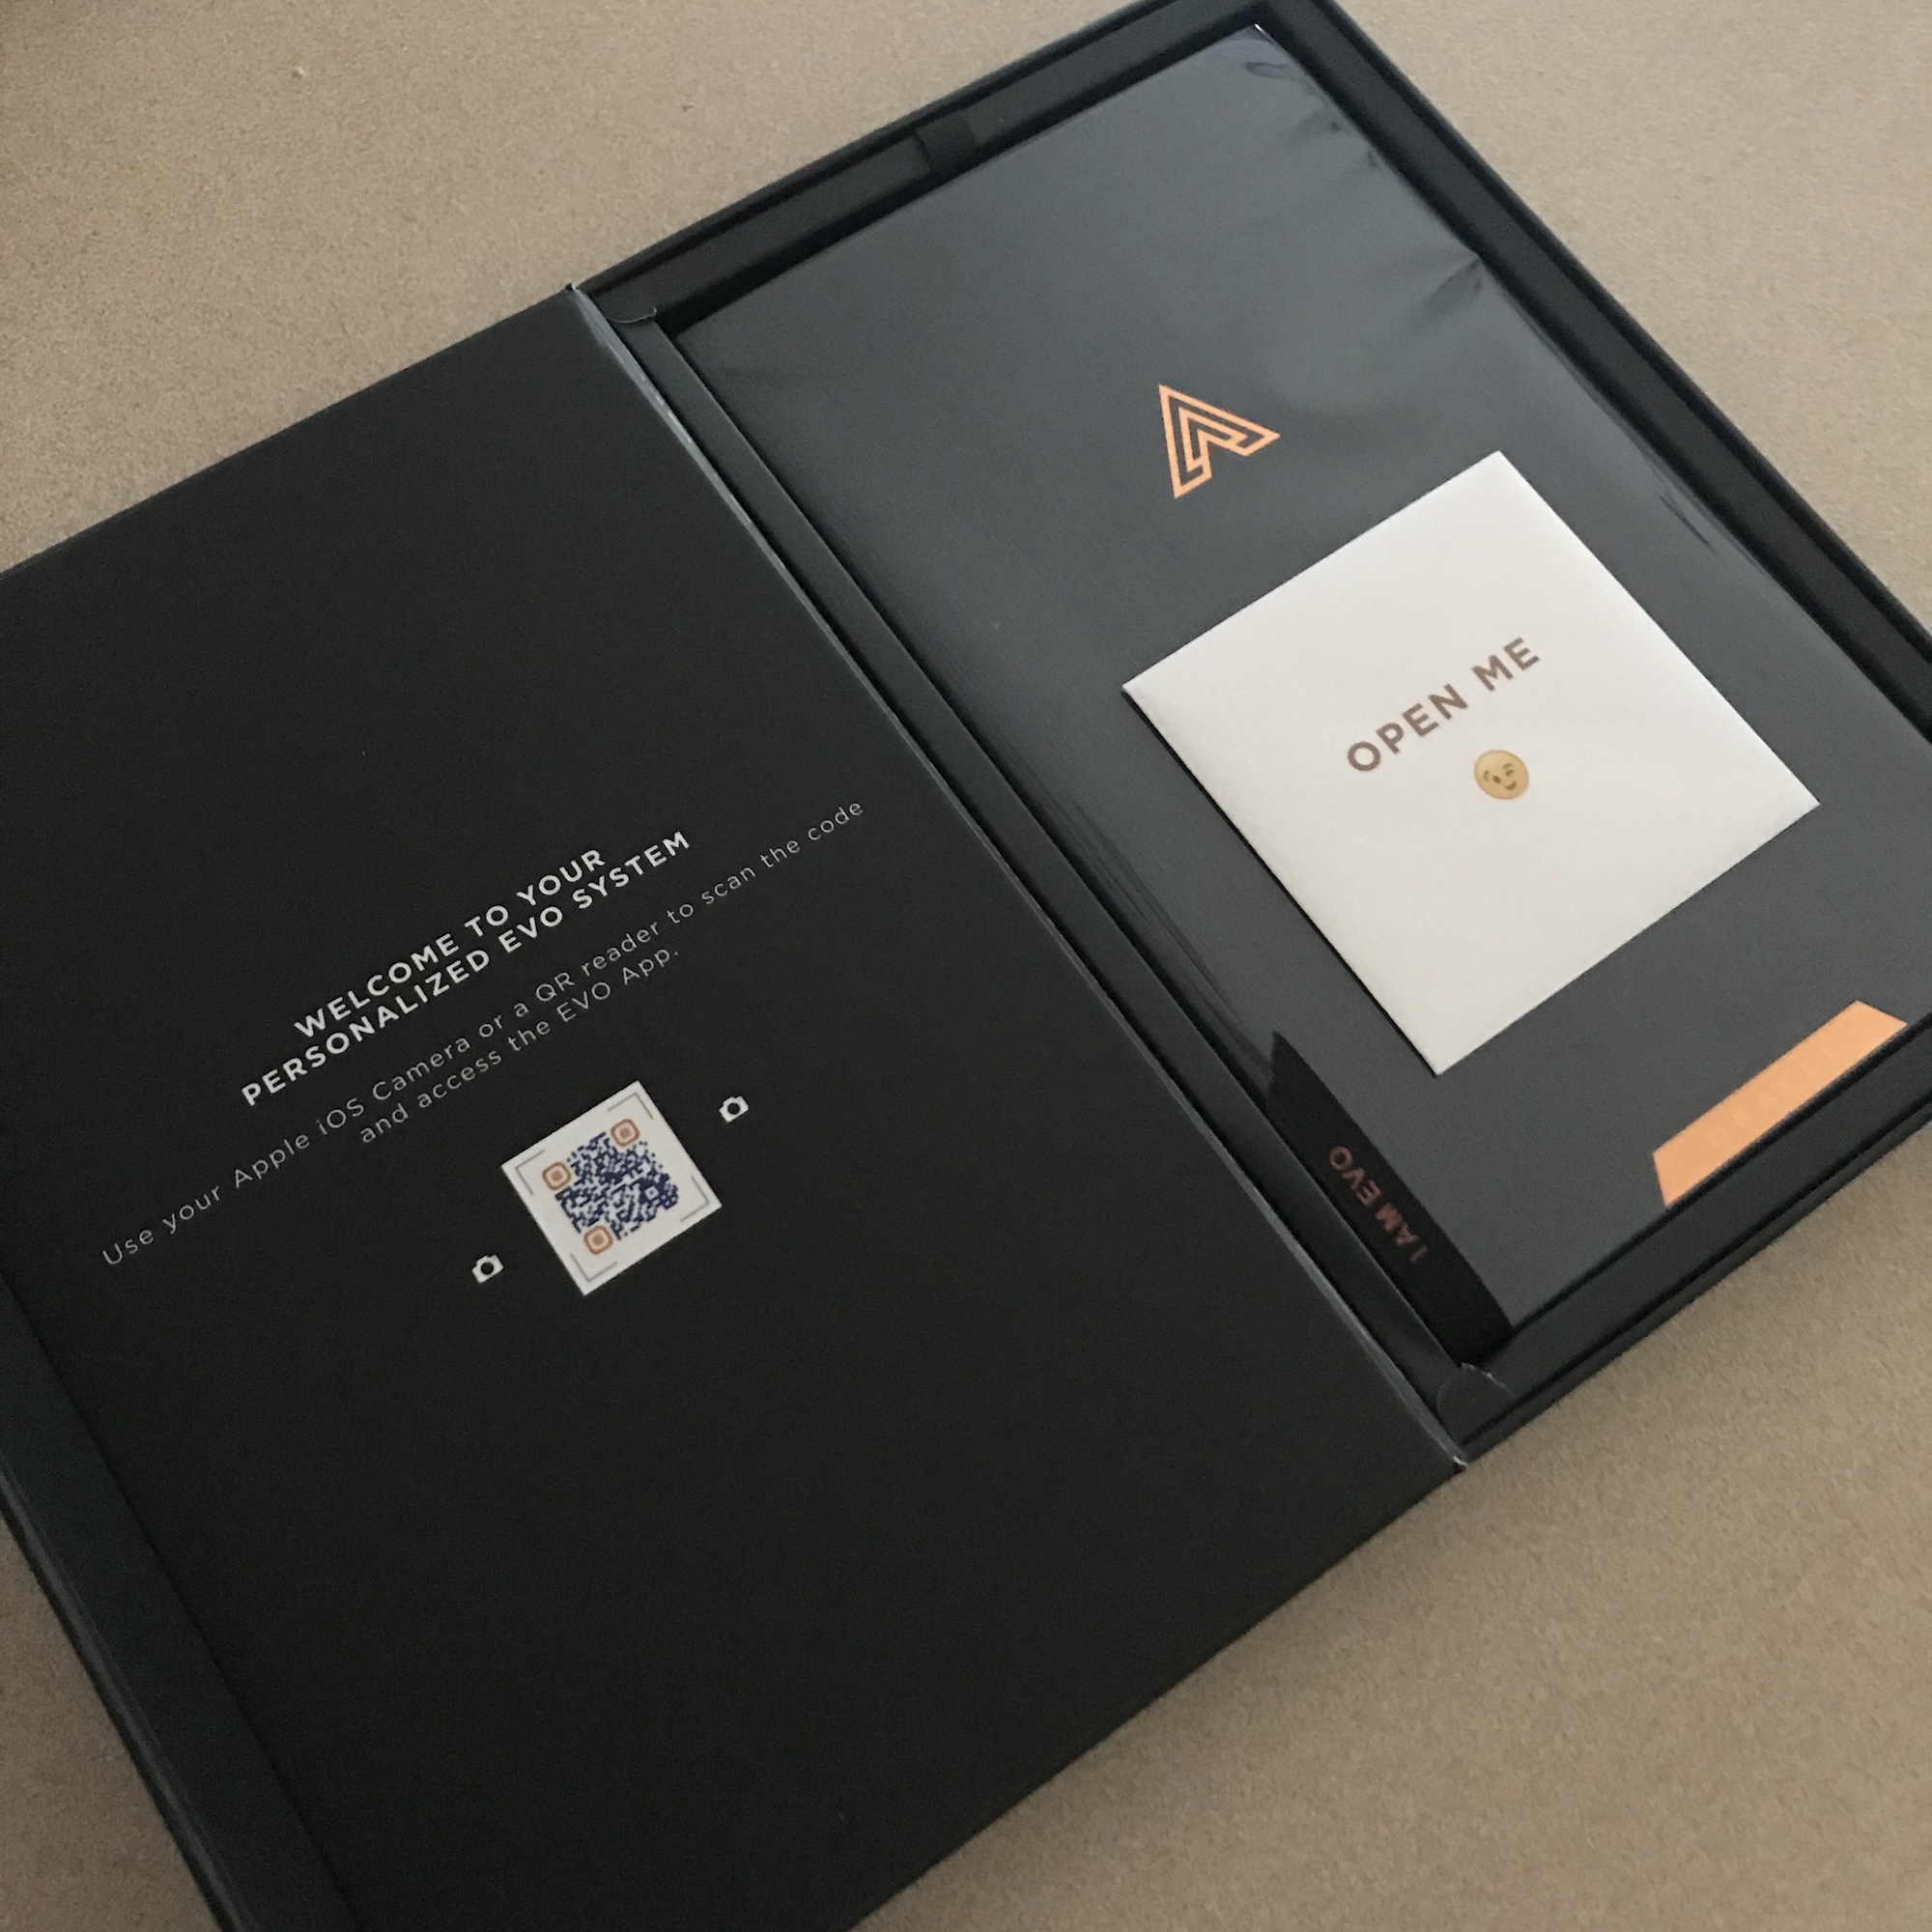 WELCOME TO YOUR
PERSONALIZED EVO SYSTEM
Use your Apple iOS Camera or a QR reader to scan the code
and access the EVO App.
OPEN ME
I AM EVO